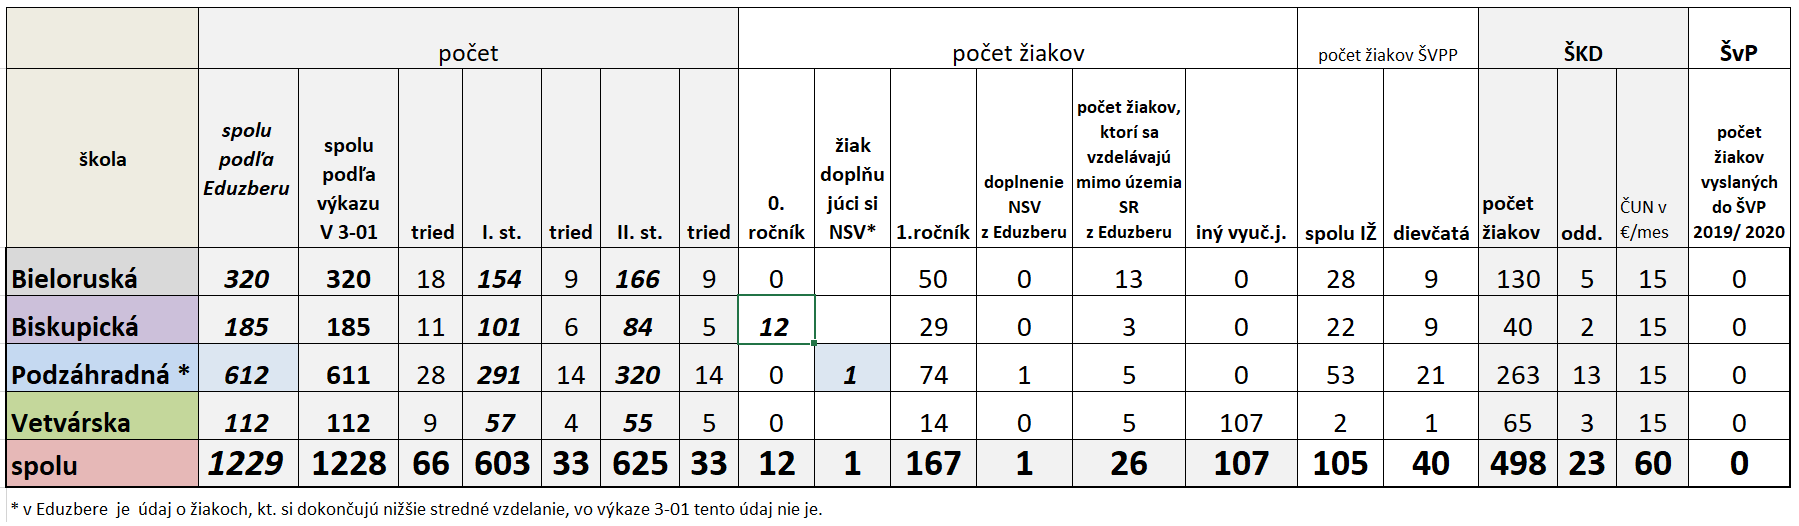 počet počet žiakov počet žiakov ŠVPP ŠKD ŠvP
škola spolu podľa Eduzberu spolu podľa výkazu V 3-01 tried I. st. tried II. st. tried 0. ročník žiak doplňujúci si NSV* 1.ročník doplnenie NSV z Eduzberu počet žiakov, ktorí sa vzdelávajú mimo územia SR z Eduzberu iný vyuč.j. spolu IŽ dievčatá počet žiakov odd. ČUN v €/mes počet žiakov vyslaných do ŠVP 2019/ 2020
Bieloruská 320 320 18 154 9 166 9 0 50 0 13 0 28 9 130 5 15 0
Biskupická 185 185 11 101 6 84 5 12 29 0 3 0 22 9 40 2 15 0
Podzáhradná * 612 611 28 291 14 320 14 0 1 74 1 5 0 53 21 263 13 15 0
Vetvárska 112 112 9 57 4 55 5 0 14 0 5 107 2 1 65 3 15 0
spolu 1229 1228 66 603 33 625 33 12 1 167 1 26 107 105 40 498 23 60 0
* v Eduzbere je údaj o žiakoch, kt. si dokončujú nižšie stredné vzdelanie, vo výkaze 3-01 tento údaj nie je.